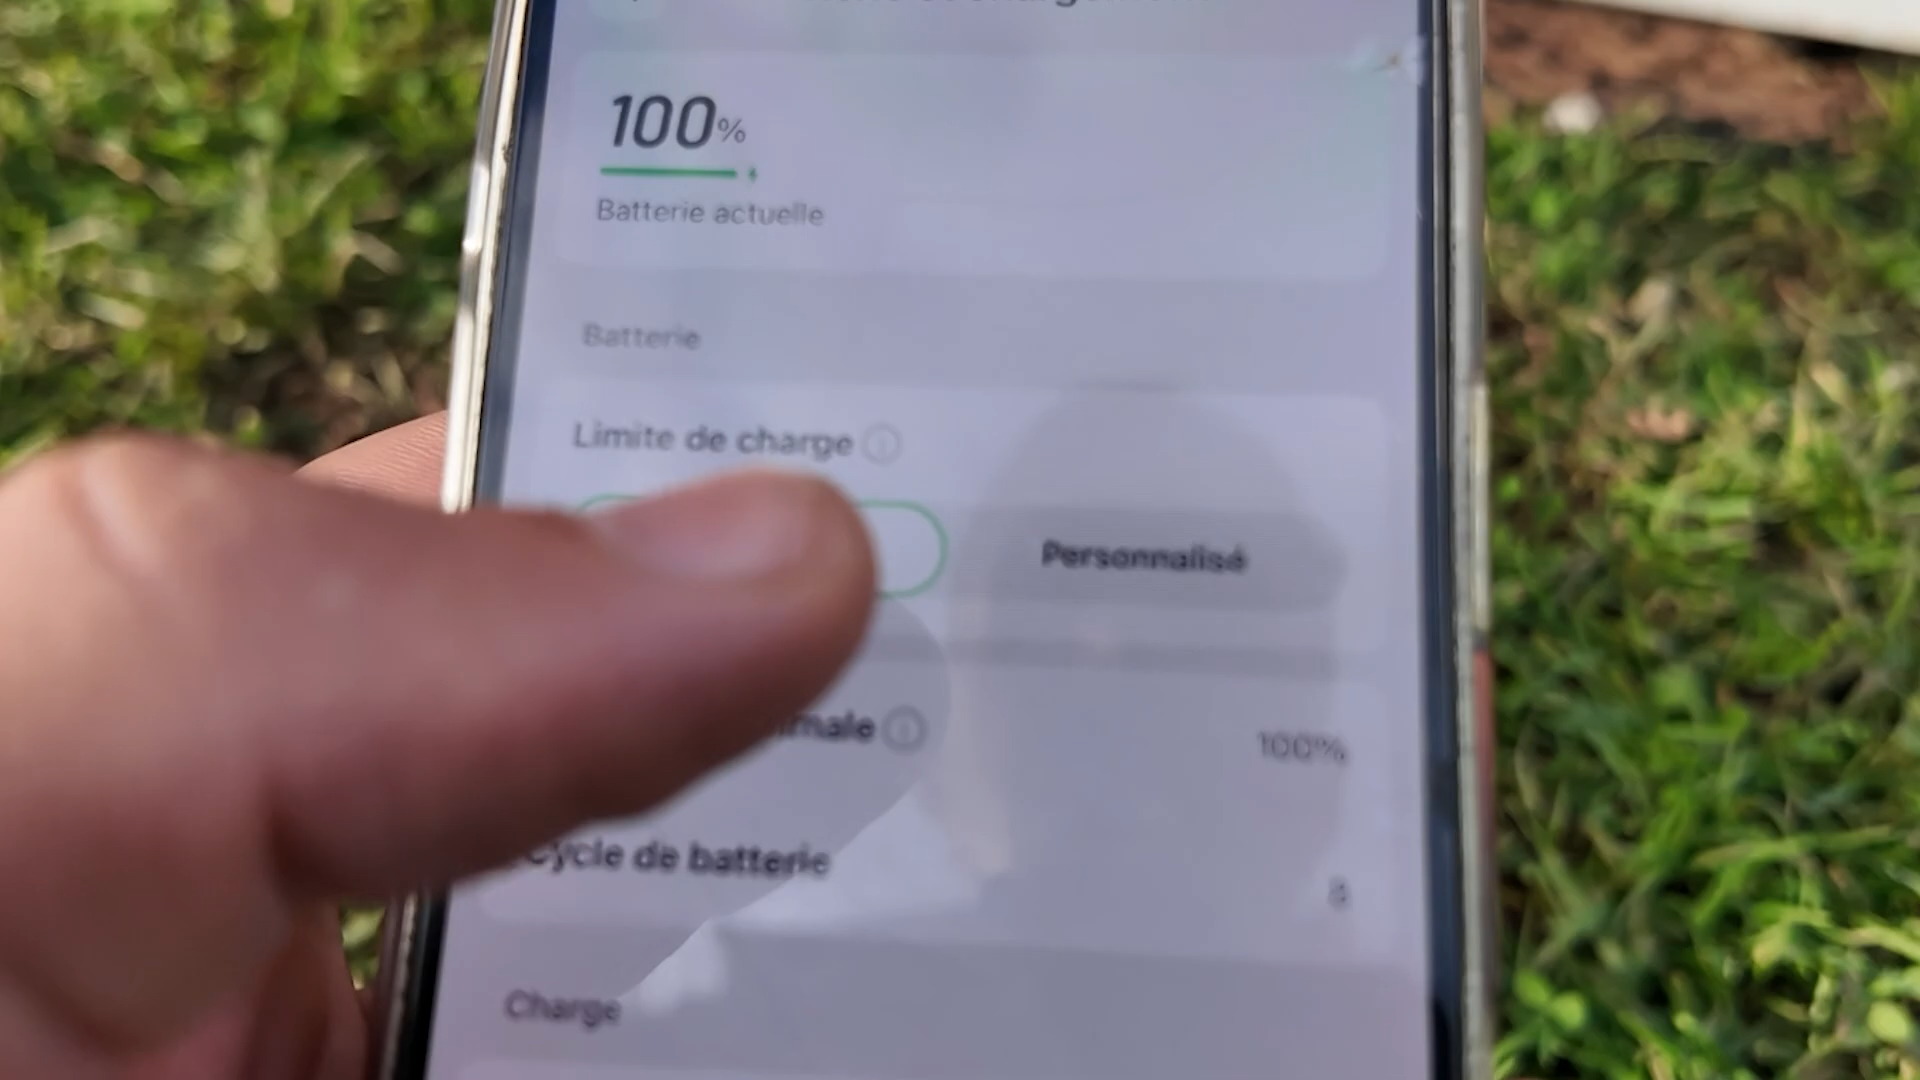 100%
Batterie actuelle
Batterie
Limite de charge
Personnalisé
100%
Cycle de batterie
Charge